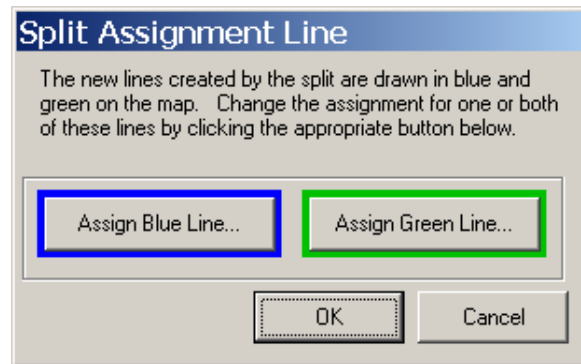 Split Assignment Line
The new lines created by the split are drawn in blue and
green on the map. Change the assignment for one or both
of these lines by clicking the appropriate button below.
Assign Blue Line... Assign Green Line...
OK Cancel